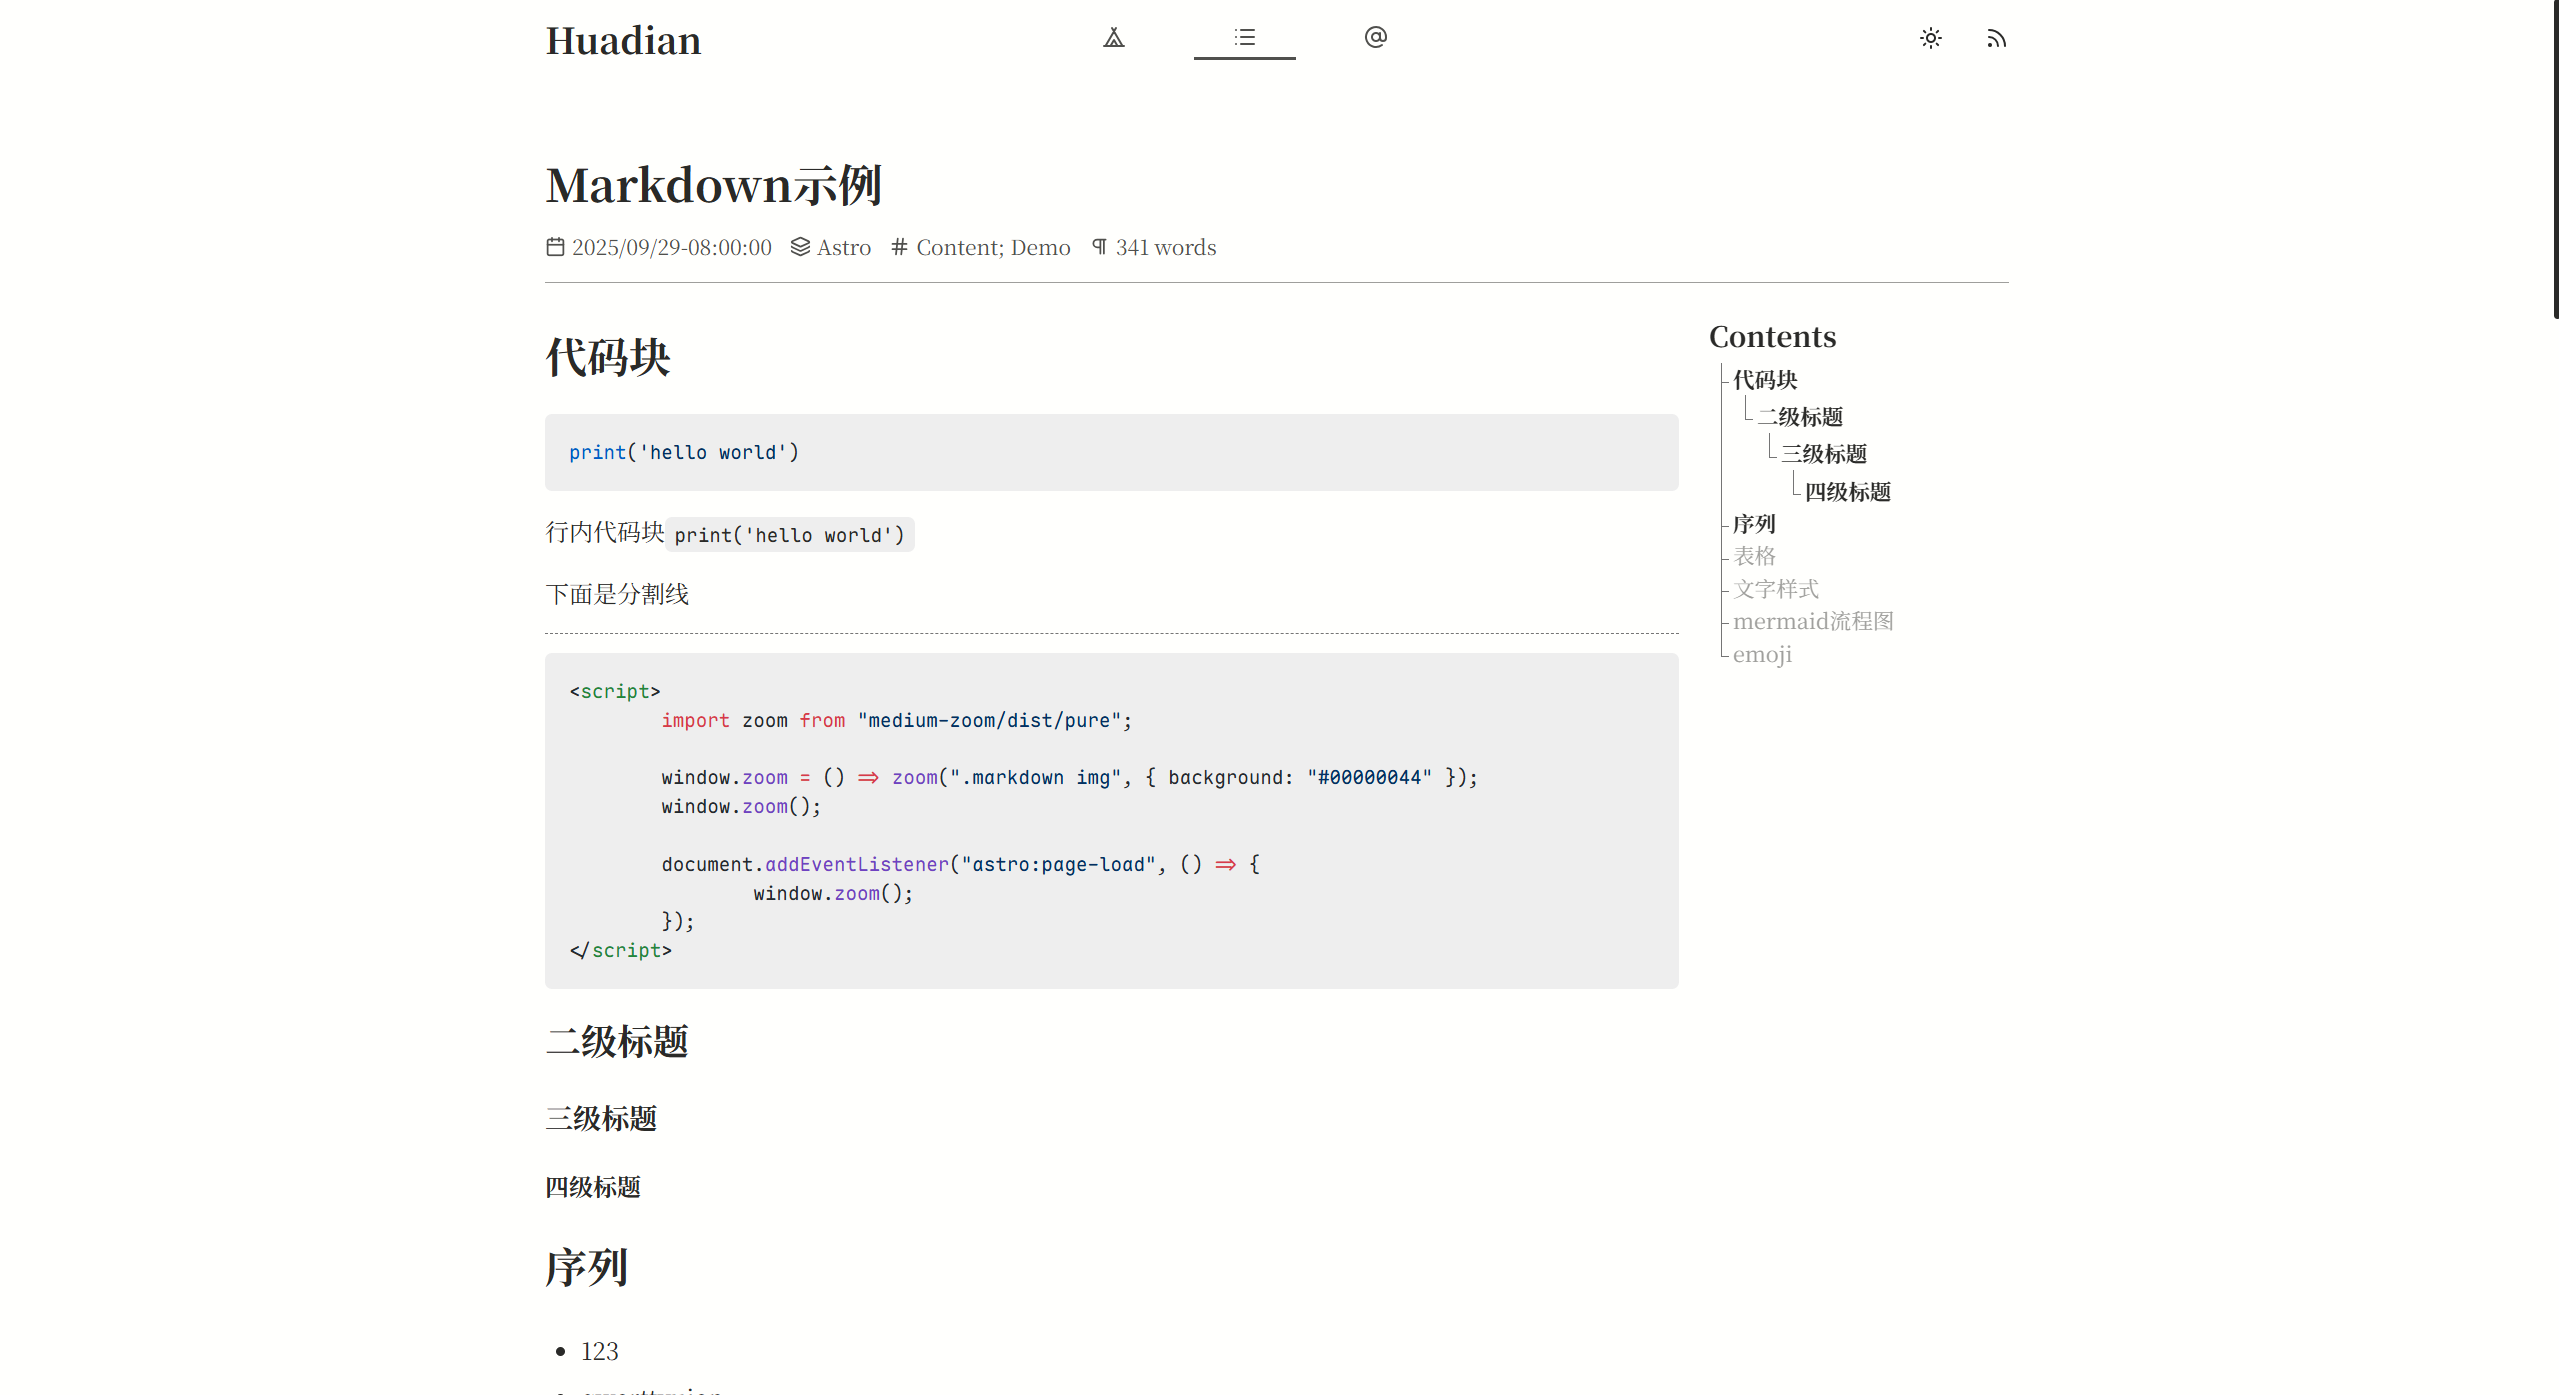 Huadian
Markdown示例
2025/09/29-08:00:00 Astro Content; Demo 341 words
代码块
print('hello world')
行内代码块 print('hello world')
下面是分割线
<script>
import zoom from "medium-zoom/dist/pure";
window.zoom = () => zoom(".markdown img", { background: "#00000044" });
window.zoom();
document.addEventListener("astro:page-load", () => {
window.zoom();
});
</script>
二级标题
三级标题
四级标题
序列
123
Contents
代码块
二级标题
三级标题
四级标题
序列
表格
文字样式
mermaid流程图
emoji